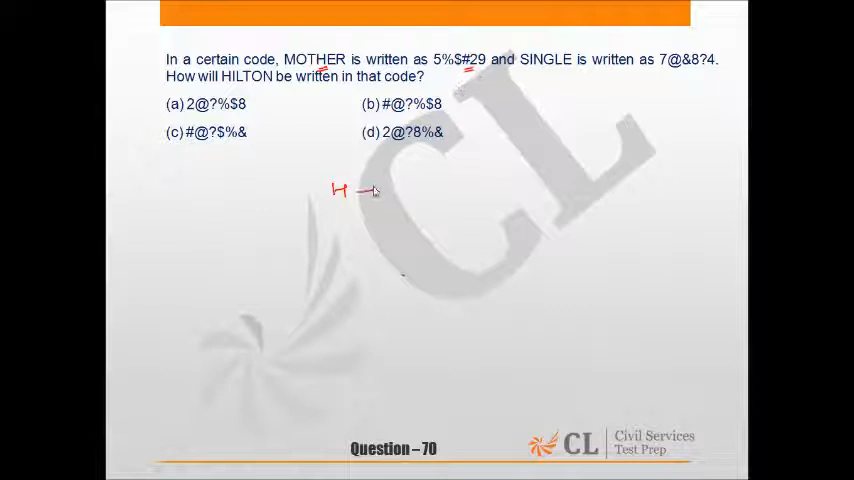 In a certain code, MOTHER is written as 5%$#29 and SINGLE is written as 7@&8?4.
How will HILTON be written in that code?
(a) 2@?%$8 (b) #@?%$8
(c) #@?$%& (d) 2@?8%&
H –
CL
Question – 70
CL Civil Services
Test Prep